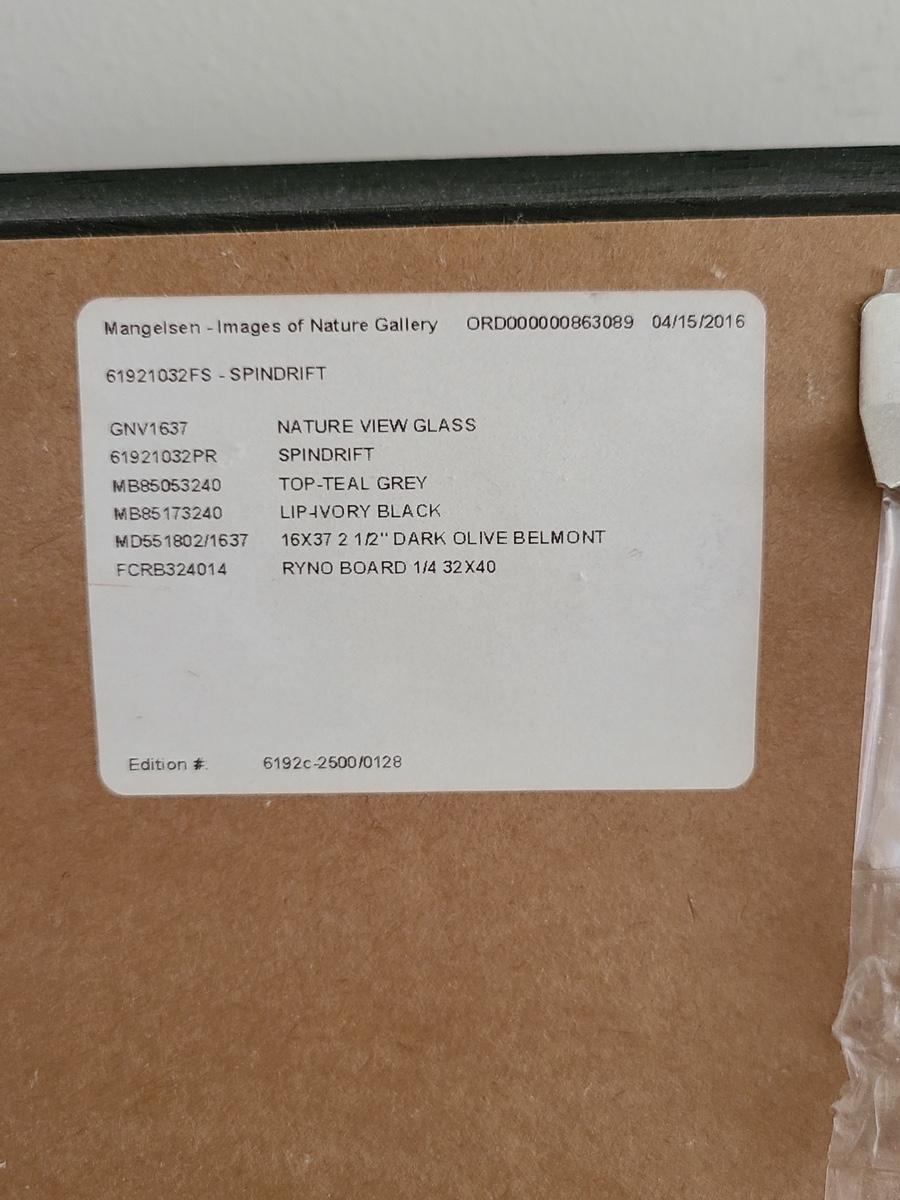 Mangelsen - Images of Nature Gallery ORD000000863089 04/15/2016
61921032FS - SPINDRIFT
GNV1637 NATURE VIEW GLASS
61921032PR SPINDRIFT
MB85053240 TOP-TEAL GREY
MB85173240 LIP-IVORY BLACK
MD551802/1637 16X37 2 1/2" DARK OLIVE BELMONT
FCRB324014 RYNO BOARD 1/4 32X40
Edition #: 6192c-2500/0128